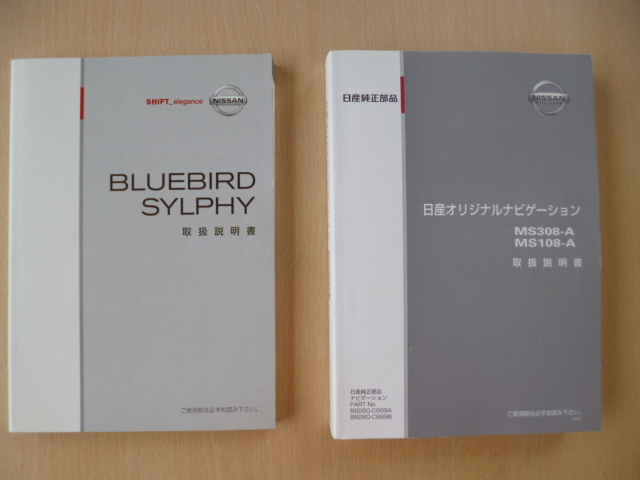 SHIFT_elegance
NISSAN
BLUEBIRD
SYLPHY
取扱説明書
ご使用前は必ずお読み下さい。
日産純正部品
NISSAN
日産オリジナルナビゲーション
MS308-A
MS108-A
取扱説明書
日産純正部品
ナビゲーション
PART No.
B8260-C999A
B8260-C999B
ご使用前は必ずお読み下さい。